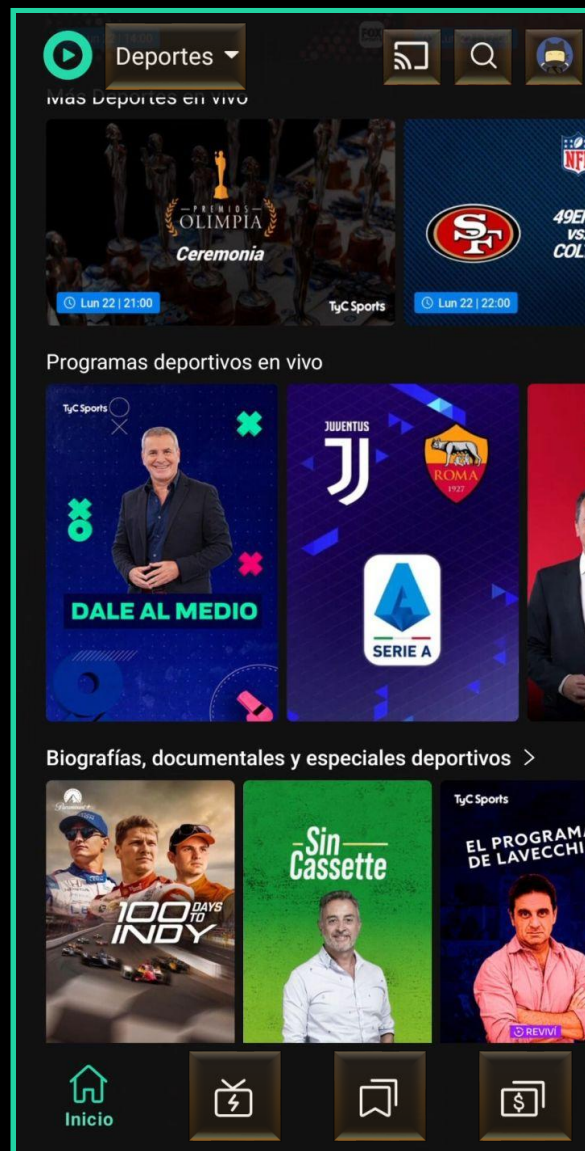 Deportes
Más Deportes en vivo
PREMIOS
OLIMPIA
Ceremonia
Lun 22 | 21:00
TyC Sports
NFL
SF
49E
vs.
COL
Lun 22 | 22:00
Programas deportivos en vivo
TyC Sports
DALE AL MEDIO
JUVENTUS
ROMA
1927
SERIE A
Biografías, documentales y especiales deportivos >
Paramount+
100 DAYS
TO
INDY
Sin
Cassette
TyC Sports
EL PROGRAMA
DE LAVECCHI
REVIVÍ
Inicio